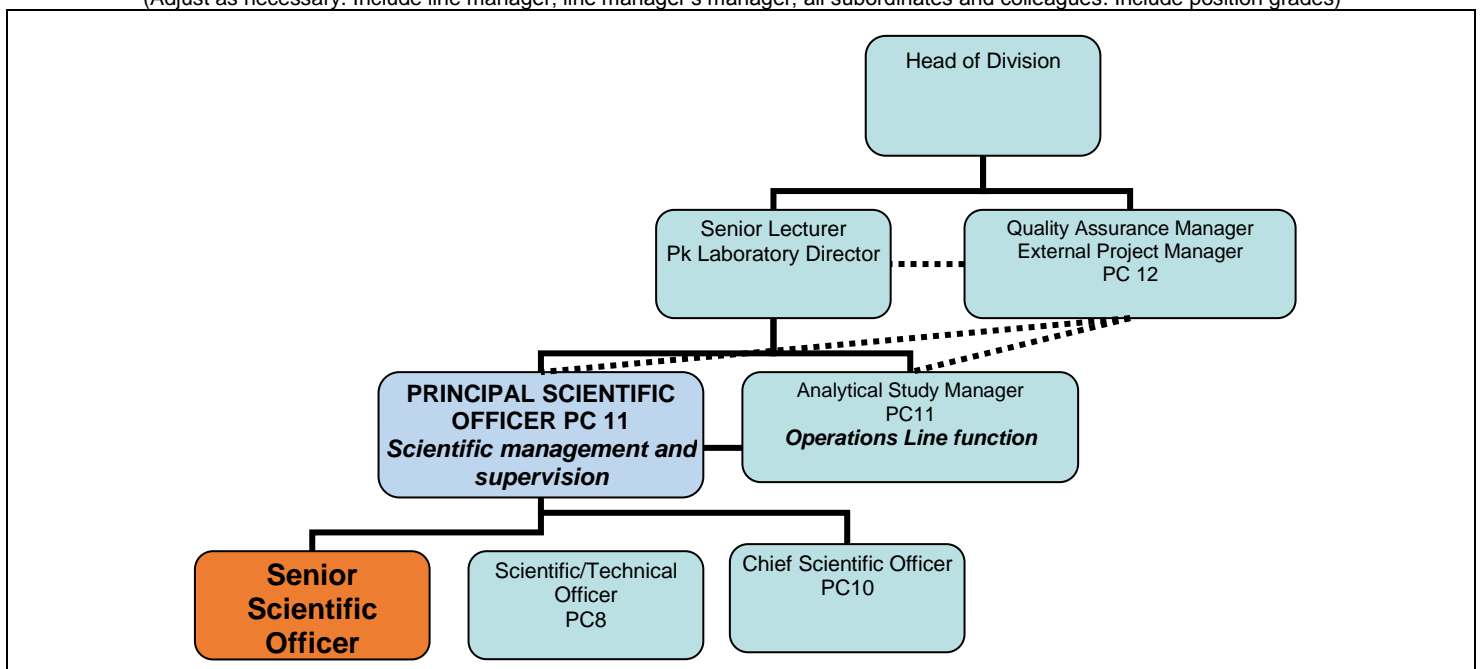 (Adjust as necessary. Include line manager, line manager's manager, all subordinates and colleagues. Include position grades)
Head of Division
Senior Lecturer
Pk Laboratory Director
Quality Assurance Manager
External Project Manager
PC 12
PRINCIPAL SCIENTIFIC
OFFICER PC 11
Scientific management and
supervision
Analytical Study Manager
PC11
Operations Line function
Senior
Scientific
Officer
Scientific/Technical
Officer
PC8
Chief Scientific Officer
PC10